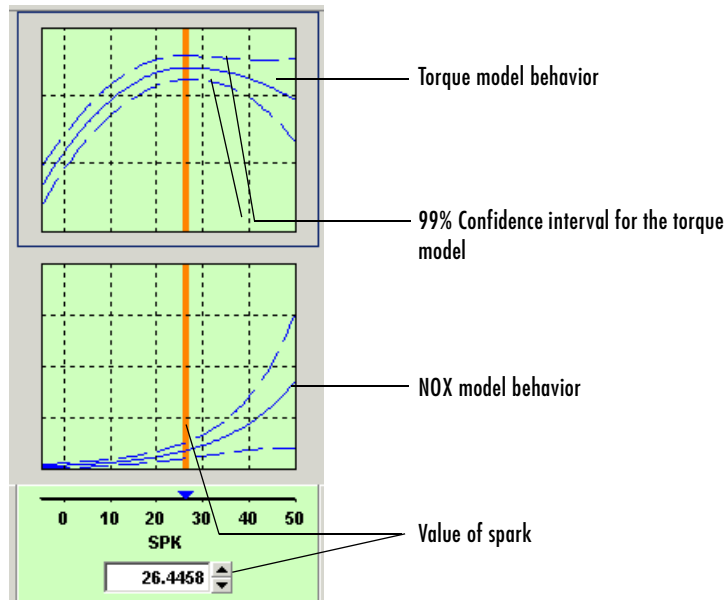 Torque model behavior
99% Confidence interval for the torque
model
NOX model behavior
0 10 20 30 40 50
SPK
Value of spark
26.4458